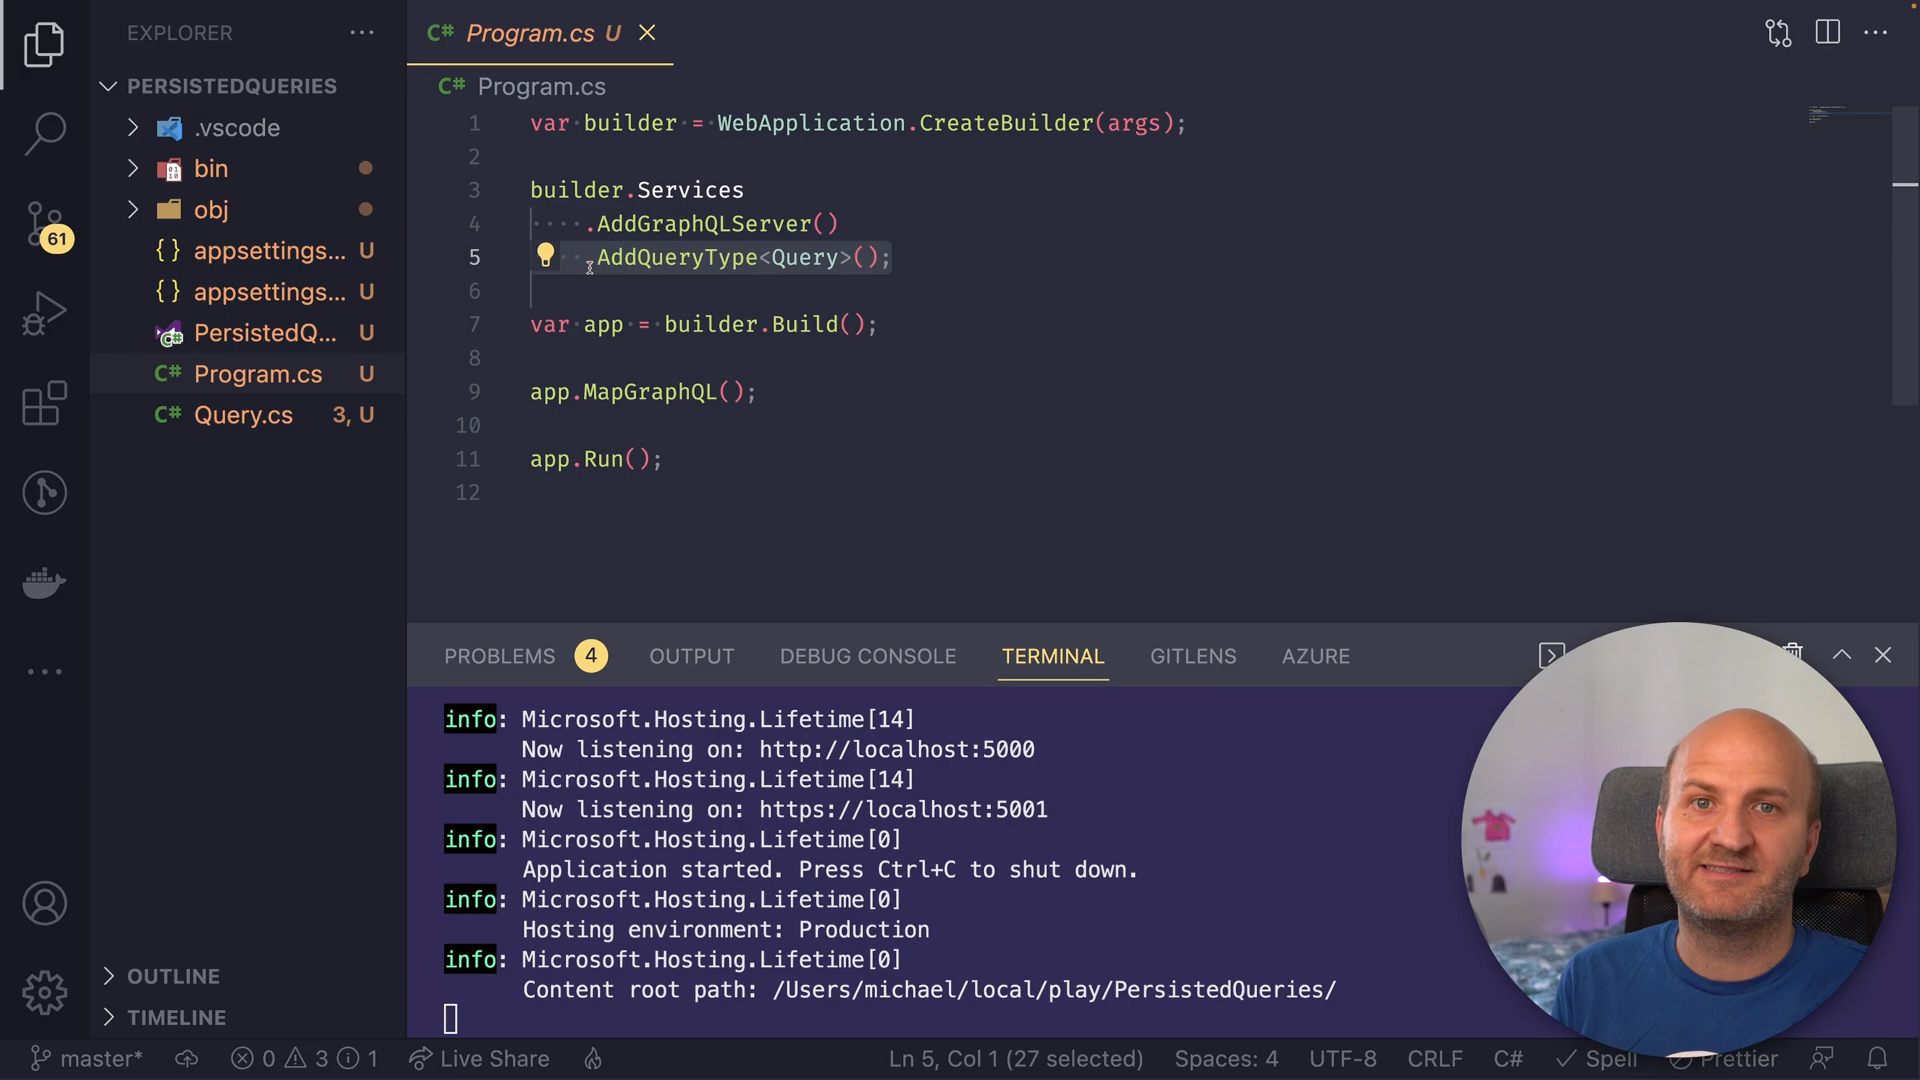 EXPLORER
PERSISTEDQUERIES
.vscode
bin
obj
appsettings... U
appsettings... U
PersistedQ... U
C# Program.cs U
C# Query.cs 3, U
OUTLINE
TIMELINE
61
C# Program.cs U
C# Program.cs
1 var builder = WebApplication.CreateBuilder(args);
2
3 builder.Services
4 .AddGraphQLServer()
5 .AddQueryType<Query>();
6
7 var app = builder.Build();
8
9 app.MapGraphQL();
10
11 app.Run();
12
PROBLEMS 4 OUTPUT DEBUG CONSOLE TERMINAL GITLENS AZURE
info: Microsoft.Hosting.Lifetime[14]
Now listening on: http://localhost:5000
info: Microsoft.Hosting.Lifetime[14]
Now listening on: https://localhost:5001
info: Microsoft.Hosting.Lifetime[0]
Application started. Press Ctrl+C to shut down.
info: Microsoft.Hosting.Lifetime[0]
Hosting environment: Production
info: Microsoft.Hosting.Lifetime[0]
Content root path: /Users/michael/local/play/PersistedQueries/
master* 0 3 1 Live Share Ln 5, Col 1 (27 selected) Spaces: 4 UTF-8 CRLF C# Spell Prettier